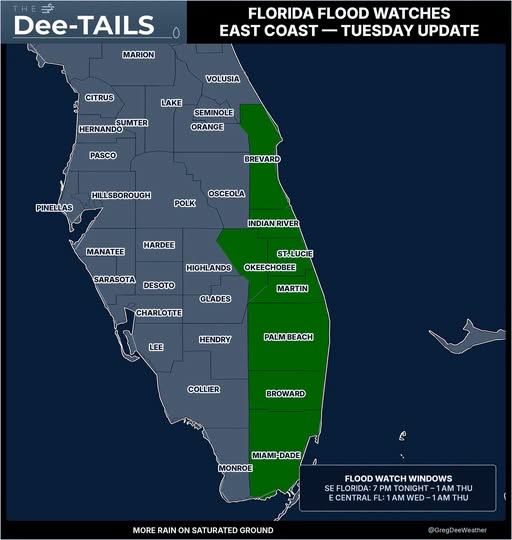 THE
Dee-TAILS
FLORIDA FLOOD WATCHES
EAST COAST — TUESDAY UPDATE
MARION
VOLUSIA
CITRUS
LAKE
SEMINOLE
SUMTER
HERNANDO
ORANGE
PASCO
BREVARD
HILLSBOROUGH
OSCEOLA
POLK
PINELLAS
INDIAN RIVER
HARDEE
MANATEE
ST. LUCIE
HIGHLANDS
OKEECHOBEE
SARASOTA
DESOTO
MARTIN
GLADES
CHARLOTTE
LEE
HENDRY
PALM BEACH
COLLIER
BROWARD
MIAMI-DADE
MONROE
FLOOD WATCH WINDOWS
SE FLORIDA: 7 PM TONIGHT – 1 AM THU
E CENTRAL FL: 1 AM WED – 1 AM THU
MORE RAIN ON SATURATED GROUND
@GregDeeWeather